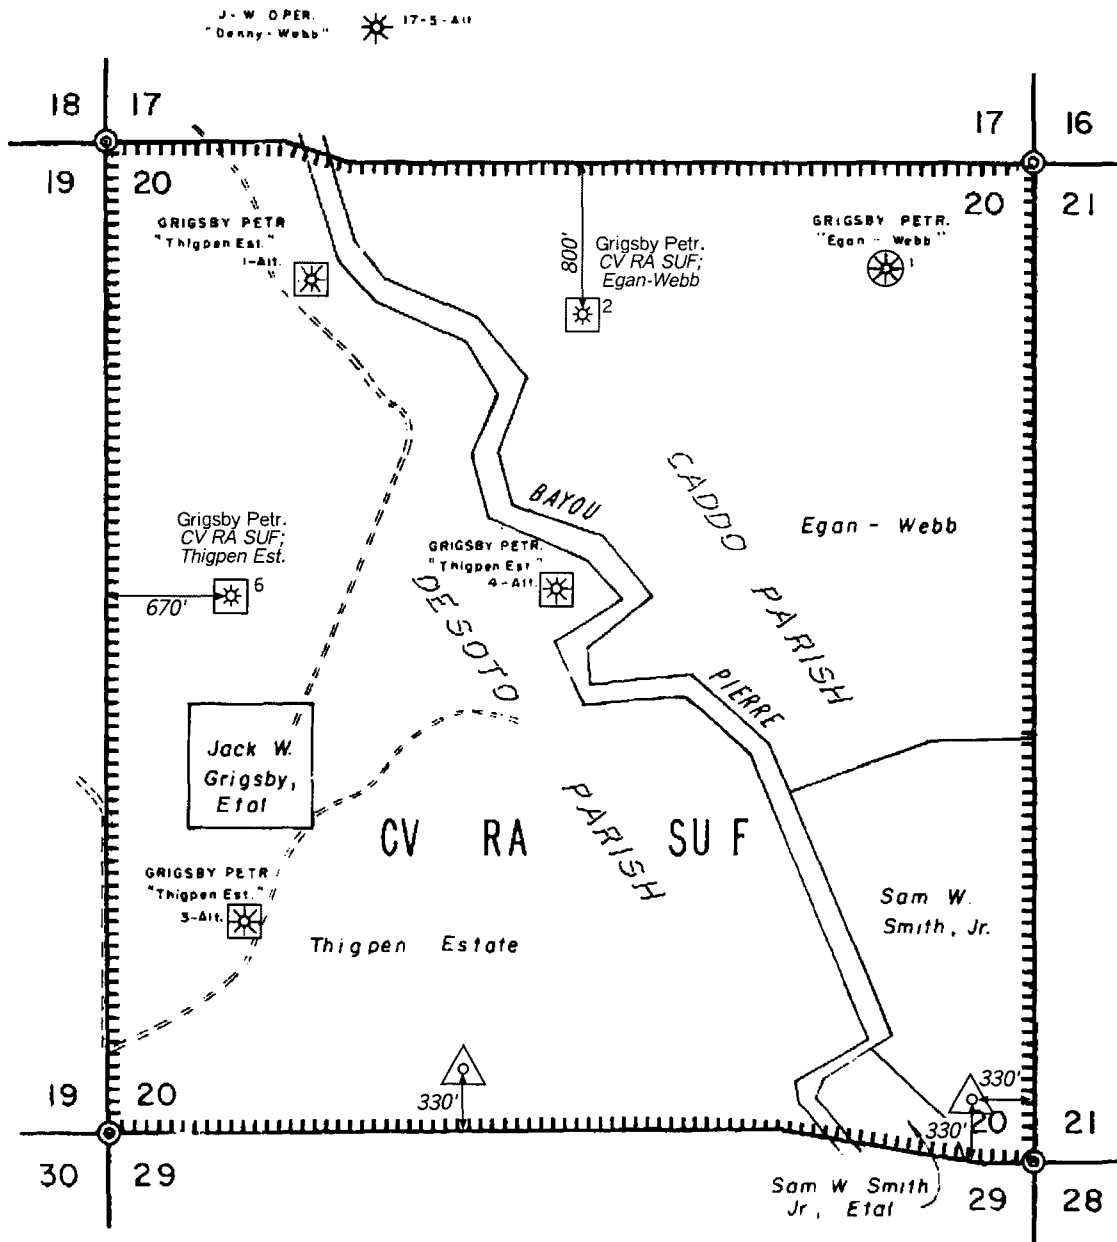 J-W OPER.
"Denny-Webb"
17-5-Alt
18 17
17 16
19 20
20 21
GRIGSBY PETR
"Thigpen Est."
1-Alt.
800'
Grigsby Petr.
CV RA SUF;
Egan-Webb
2
GRIGSBY PETR.
"Egan - Webb"
1
BAYOU
CADDO
PARISH
Egan - Webb
Grigsby Petr.
CV RA SUF;
Thigpen Est.
6
670'
GRIGSBY PETR.
"Thigpen Est"
4-Alt.
DESOTO
PARISH
PIERRE
Jack W.
Grigsby,
Etal
CV RA SU F
GRIGSBY PETR
"Thigpen Est."
3-Alt.
Thigpen Estate
Sam W.
Smith, Jr.
330'
330'
330'
19 20
20 21
30 29
29 28
Sam W Smith
Jr, Etal